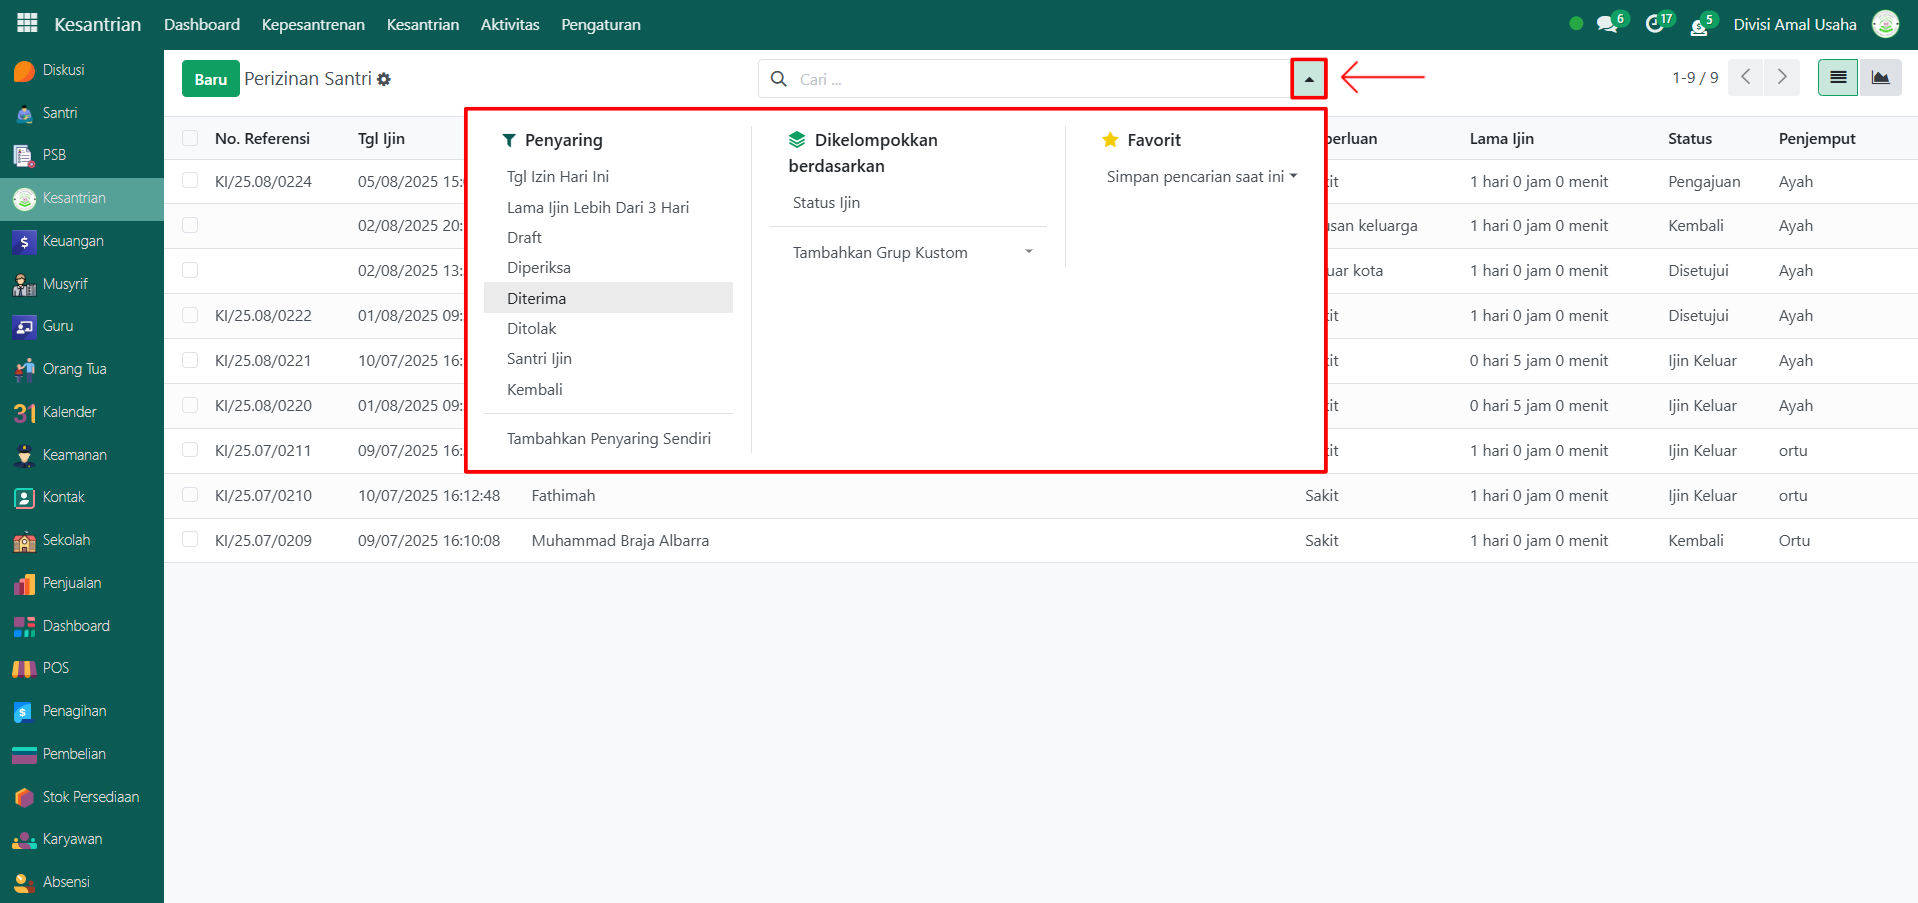 Kesantrian Dashboard Kepesantrenan Kesantrian Aktivitas Pengaturan 6 17 5 Divisi Amal Usaha
Diskusi
Santri
PSB
Kesantrian
Keuangan
Musyrif
Guru
Orang Tua
31 Kalender
Keamanan
Kontak
Sekolah
Penjualan
Dashboard
POS
Penagihan
Pembelian
Stok Persediaan
Karyawan
Absensi
Baru Perizinan Santri Cari ... 1-9 / 9
No. Referensi Tgl Ijin perluan Lama Ijin Status Penjemput
KI/25.08/0224 05/08/2025 15: it 1 hari 0 jam 0 menit Pengajuan Ayah
02/08/2025 20: san keluarga 1 hari 0 jam 0 menit Kembali Ayah
02/08/2025 13: uar kota 1 hari 0 jam 0 menit Disetujui Ayah
KI/25.08/0222 01/08/2025 09: it 1 hari 0 jam 0 menit Disetujui Ayah
KI/25.08/0221 10/07/2025 16: it 0 hari 5 jam 0 menit Ijin Keluar Ayah
KI/25.08/0220 01/08/2025 09: it 0 hari 5 jam 0 menit Ijin Keluar Ayah
KI/25.07/0211 09/07/2025 16: it 1 hari 0 jam 0 menit Ijin Keluar ortu
KI/25.07/0210 10/07/2025 16:12:48 Fathimah Sakit 1 hari 0 jam 0 menit Ijin Keluar ortu
KI/25.07/0209 09/07/2025 16:10:08 Muhammad Braja Albarra Sakit 1 hari 0 jam 0 menit Kembali Ortu
Penyaring
Tgl Izin Hari Ini
Lama Ijin Lebih Dari 3 Hari
Draft
Diperiksa
Diterima
Ditolak
Santri Ijin
Kembali
Tambahkan Penyaring Sendiri
Dikelompokkan
berdasarkan
Status Ijin
Tambahkan Grup Kustom
Favorit
Simpan pencarian saat ini